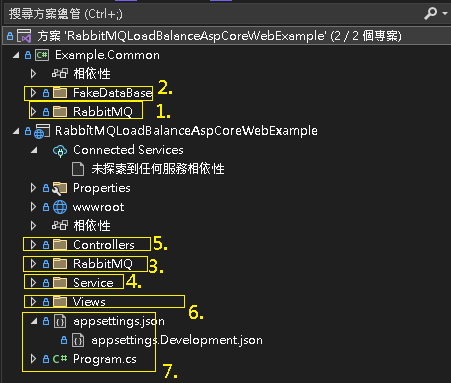 搜尋方案總管 (Ctrl+;)
方案 'RabbitMQLoadBalanceAspCoreWebExample' (2 / 2 個專案)
C# Example.Common
相依性
FakeDataBase 2.
RabbitMQ 1.
RabbitMQLoadBalanceAspCoreWebExample
Connected Services
未探索到任何服務相依性
Properties
wwwroot
相依性
Controllers 5.
RabbitMQ 3.
Service 4.
Views 6.
appsettings.json
appsettings.Development.json
C# Program.cs 7.